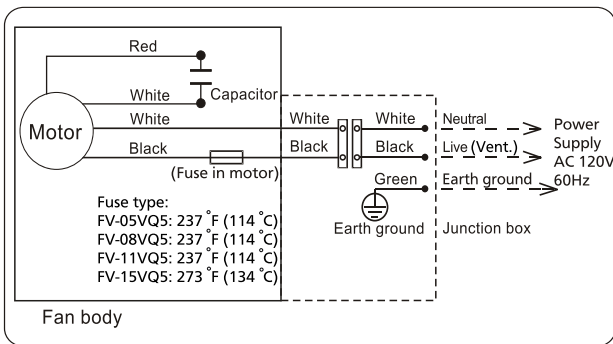 Red
White
Capacitor
White
White
White
Neutral
Motor
Black
Black
Black
Live (Vent.)
(Fuse in motor)
Power
Supply
AC 120V
60Hz
Green
Earth ground
Earth ground
Junction box
Fuse type:
FV-05VQ5: 237 °F (114 °C)
FV-08VQ5: 237 °F (114 °C)
FV-11VQ5: 237 °F (114 °C)
FV-15VQ5: 273 °F (134 °C)
Fan body